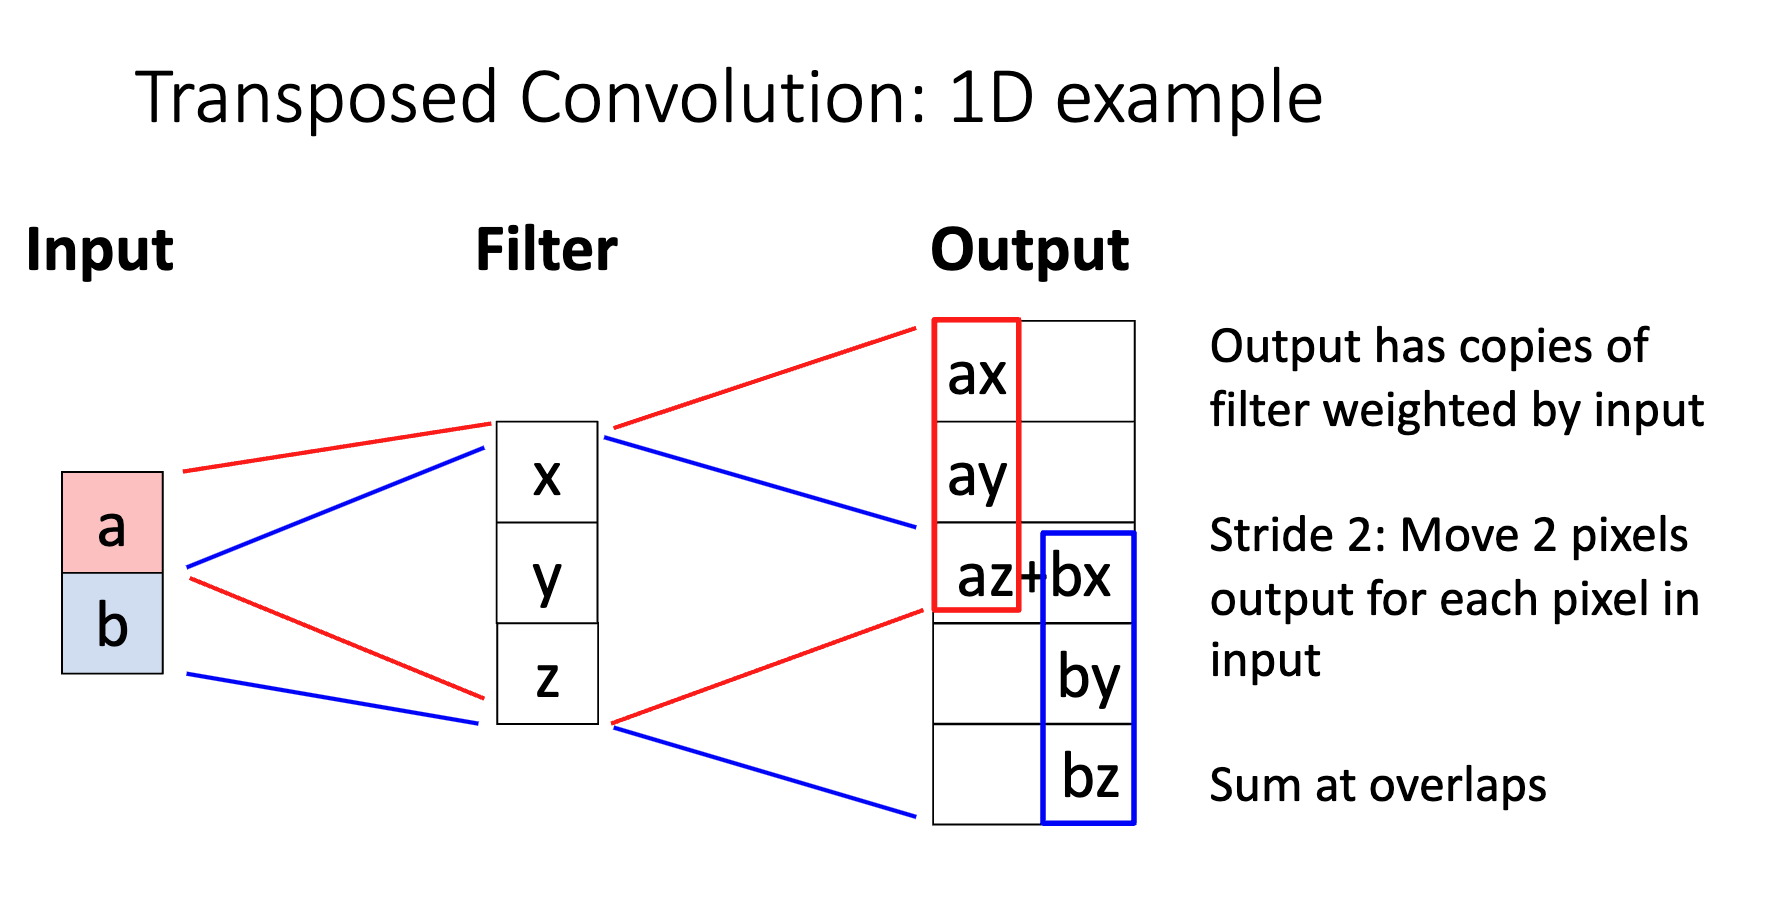 Transposed Convolution: 1D example
Input
Filter
Output
a
b
x
y
z
ax
ay
az+bx
by
bz
Output has copies of
filter weighted by input
Stride 2: Move 2 pixels
output for each pixel in
input
Sum at overlaps